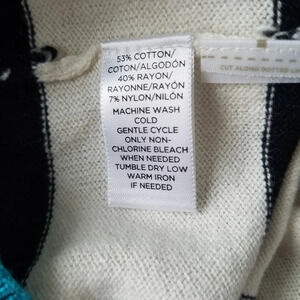 53% COTTON/
COTON/ALGODÓN
40% RAYON/
RAYONNE/RAYÓN
7% NYLON/NILÓN
MACHINE WASH
COLD
GENTLE CYCLE
ONLY NON-
CHLORINE BLEACH
WHEN NEEDED
TUMBLE DRY LOW
WARM IRON
IF NEEDED
CUT ALONG DOTTED